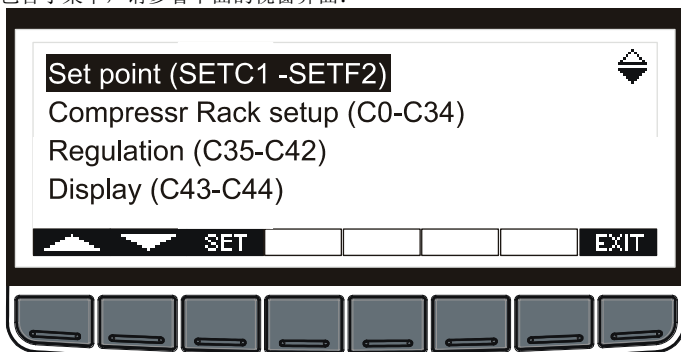 Set point (SETC1 -SETF2)
Compressr Rack setup (C0-C34)
Regulation (C35-C42)
Display (C43-C44)
SET EXIT